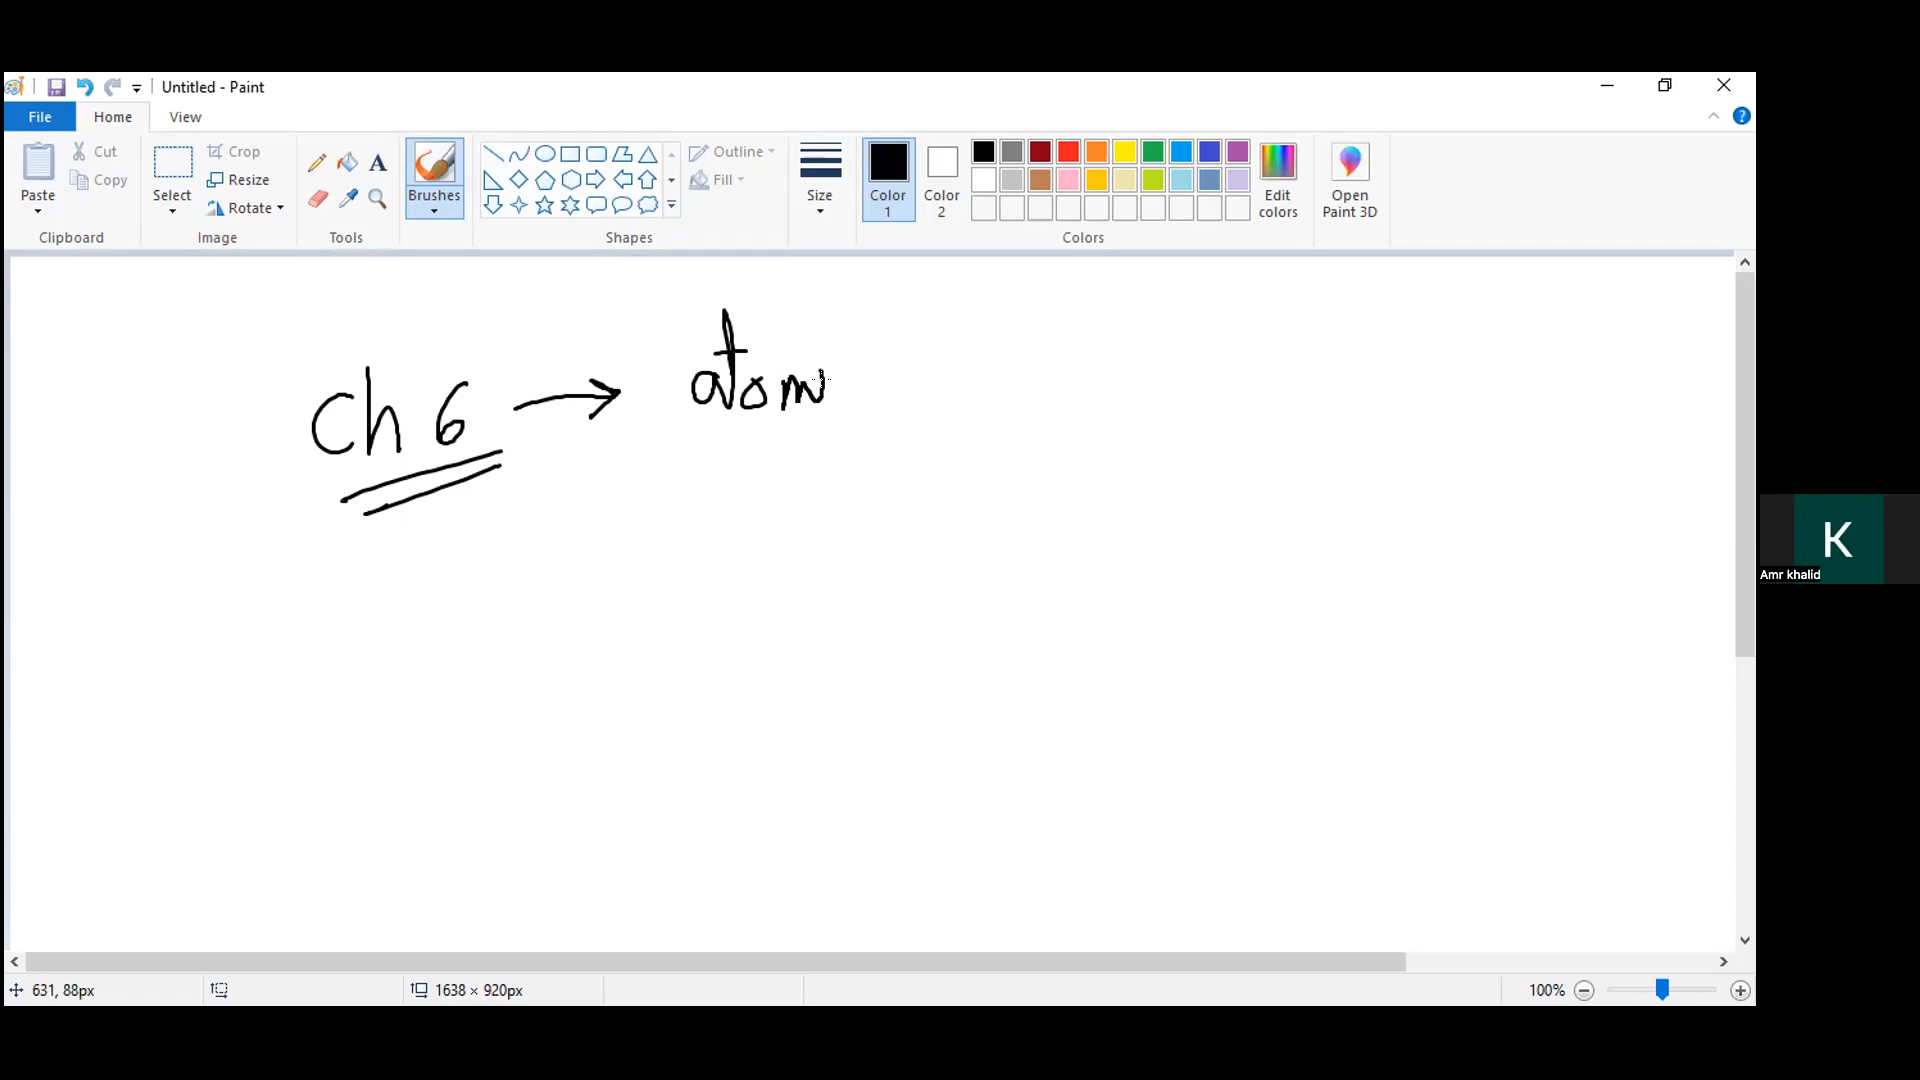 Untitled - Paint
File Home View
Paste
Cut
Copy
Clipboard
Select
Crop
Resize
Rotate
Image
A
Tools
Brushes
Outline
Fill
Shapes
Size
Color 1
Color 2
Edit colors
Open Paint 3D
Colors
?
Ch 6 → atom
K
Amr khalid
631, 88px
1638 × 920px
100%